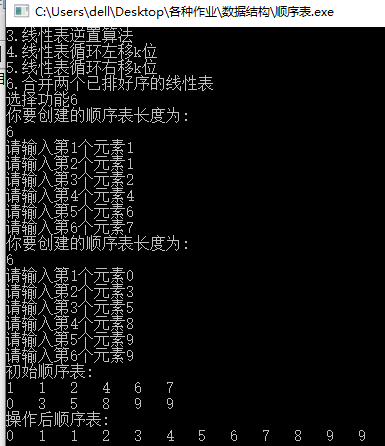 C:\Users\dell\Desktop\各种作业\数据结构\顺序表.exe
3.线性表逆置算法
4.线性表循环左移k位
5.线性表循环右移k位
6.合并两个已排好序的线性表
选择功能6
你要创建的顺序表长度为:
6
请输入第1个元素1
请输入第2个元素1
请输入第3个元素2
请输入第4个元素4
请输入第5个元素6
请输入第6个元素7
你要创建的顺序表长度为:
6
请输入第1个元素0
请输入第2个元素3
请输入第3个元素5
请输入第4个元素8
请输入第5个元素9
请输入第6个元素9
初始顺序表:
1 1 2 4 6 7
0 3 5 8 9 9
操作后顺序表:
0 1 1 2 3 4 5 6 7 8 9 9